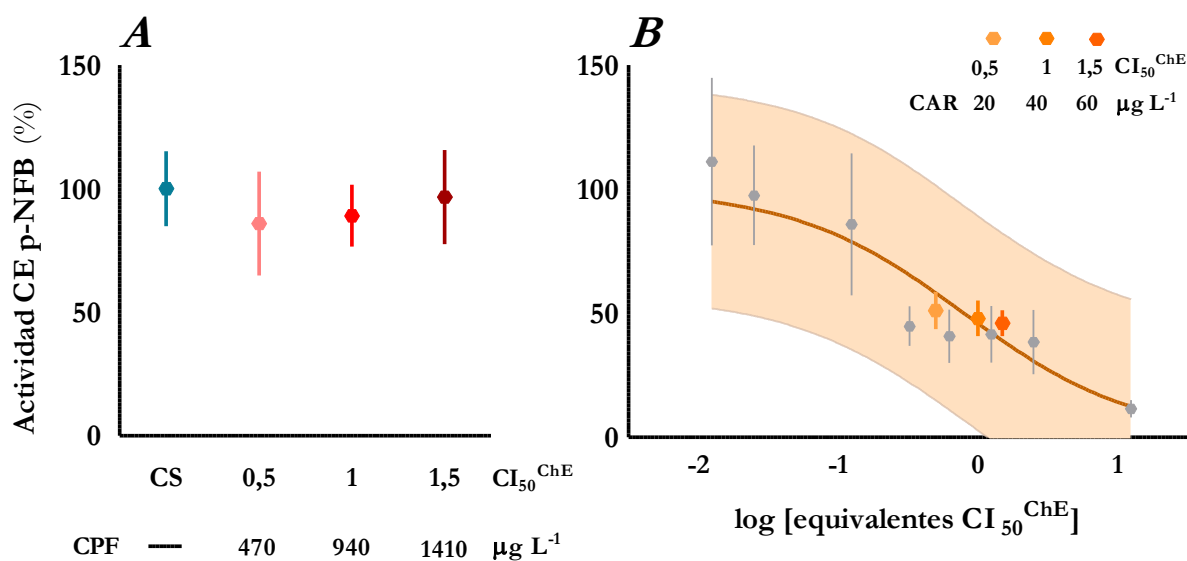 A
Actividad CE p-NFB (%)
150
100
50
0
CS 0,5 1 1,5 CI₅₀ᶜʰᴱ
CPF — 470 940 1410 µg L⁻¹
B
0,5 1 1,5 CI₅₀ᶜʰᴱ
CAR 20 40 60 µg L⁻¹
150
100
50
0
-2 -1 0 1
log [equivalentes CI₅₀ᶜʰᴱ]